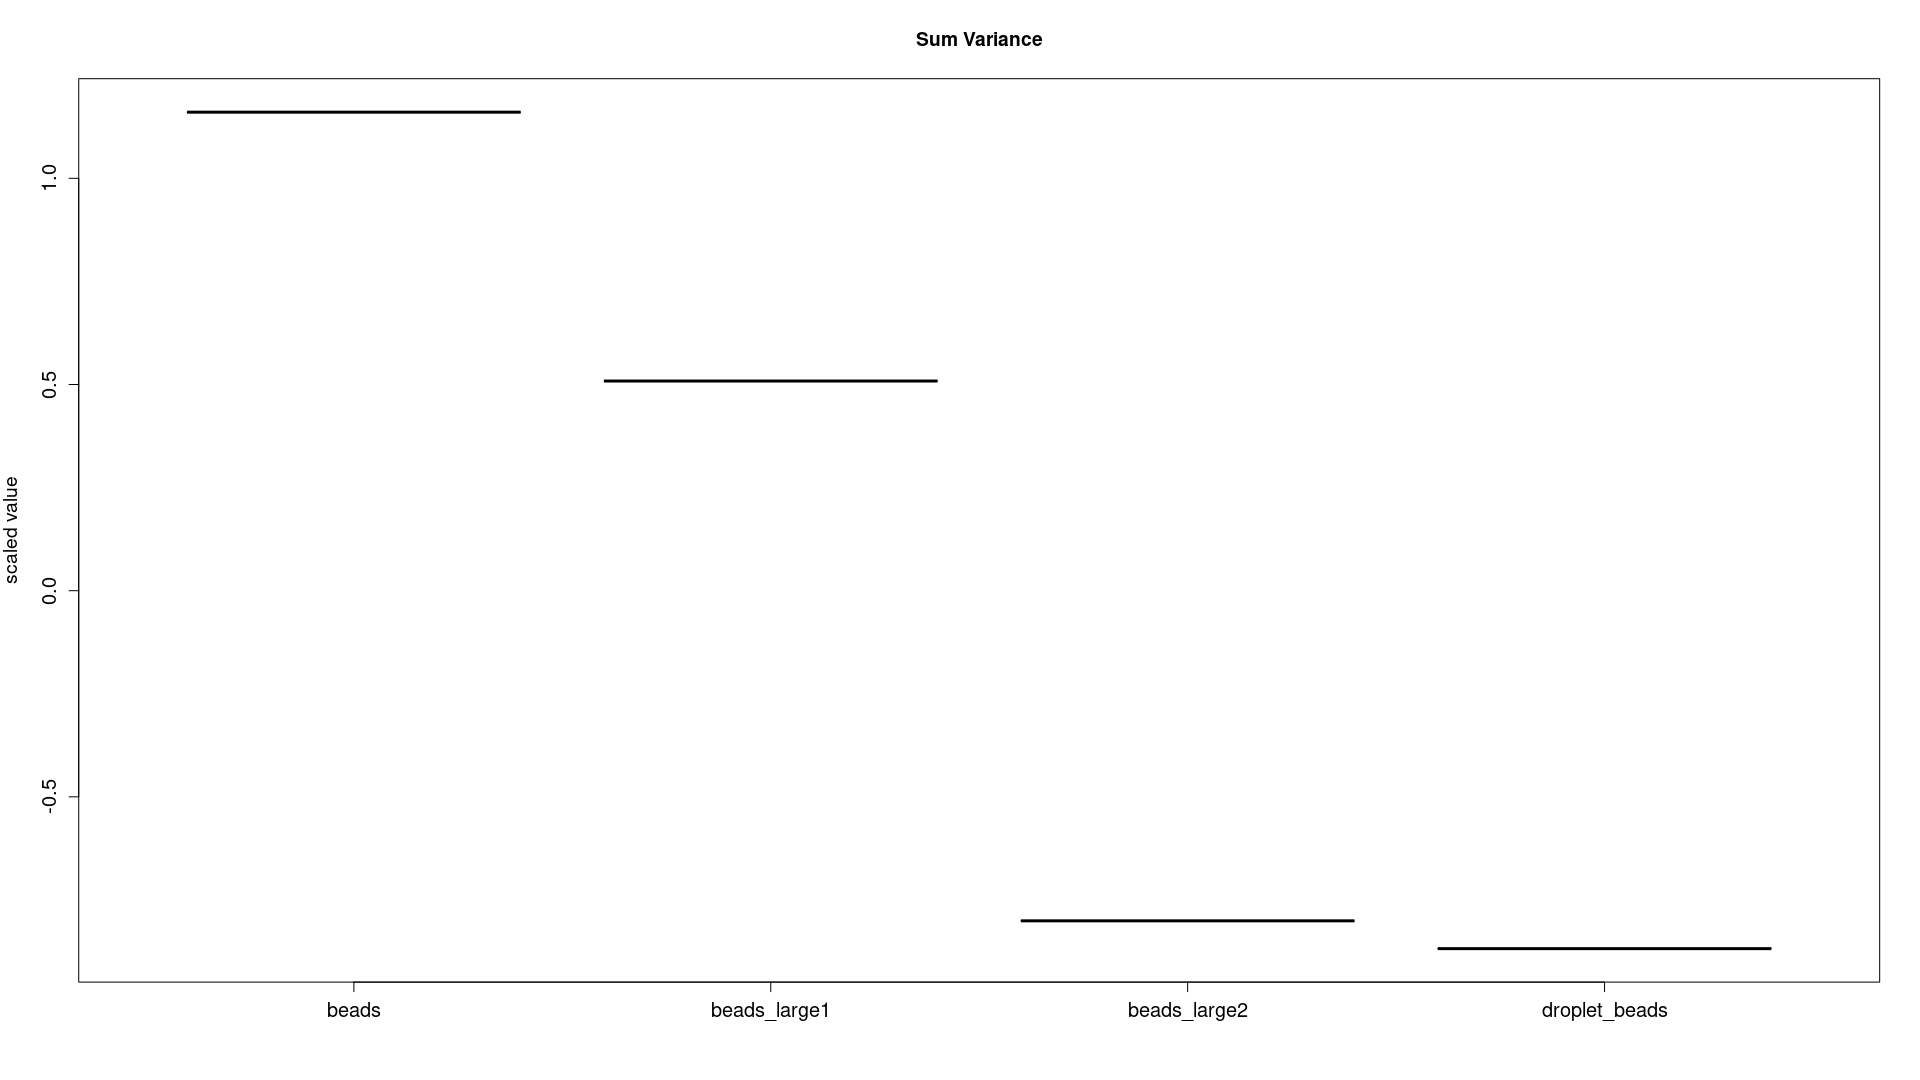 Sum Variance
scaled value
1.0
0.5
0.0
-0.5
beads
beads_large1
beads_large2
droplet_beads